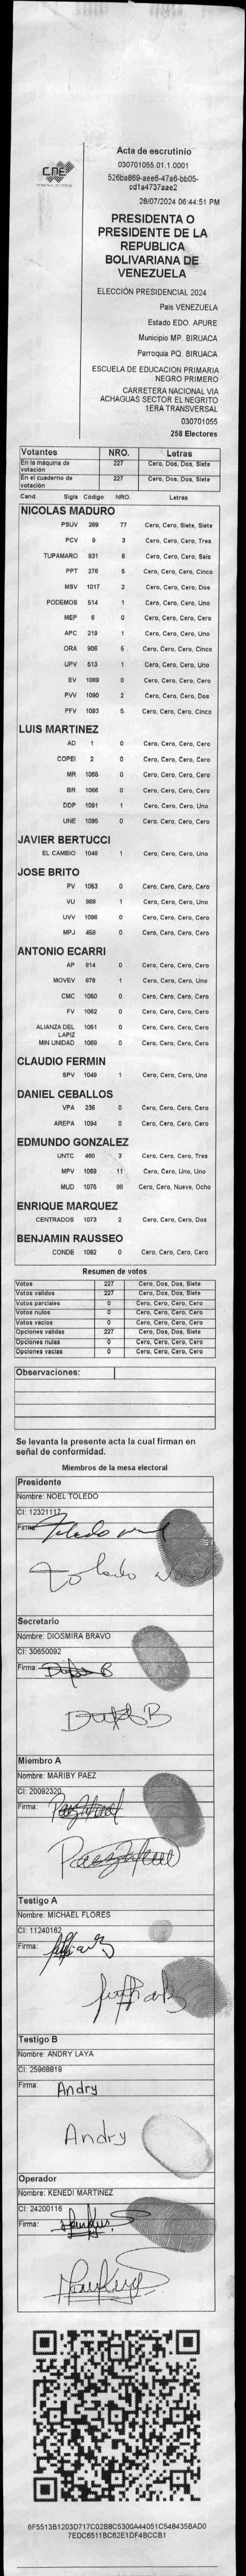 CNE
Acta de escrutinio
030701055.01.1.0001
526ba869-aee6-47a6-bb05-
cd1a4737aae2
28/07/2024 06:44:51 PM
PRESIDENTA O
PRESIDENTE DE LA
REPUBLICA
BOLIVARIANA DE
VENEZUELA
ELECCIÓN PRESIDENCIAL 2024
Pais VENEZUELA
Estado EDO. APURE
Municipio MP. BIRUACA
Parroquia PQ. BIRUACA
ESCUELA DE EDUCACION PRIMARIA
NEGRO PRIMERO
CARRETERA NACIONAL VIA
ACHAGUAS SECTOR EL NEGRITO
1ERA TRANSVERSAL
030701055
258 Electores
Votantes NRO. Letras
En la máquina de votación 227 Cero, Dos, Dos, Siete
En el cuaderno de votación 227 Cero, Dos, Dos, Siete
Cand. Sigla Código NRO. Letras
NICOLAS MADURO
PSUV 269 77 Cero, Cero, Siete, Siete
PCV 9 3 Cero, Cero, Cero, Tres
TUPAMARO 931 6 Cero, Cero, Cero, Seis
PPT 276 5 Cero, Cero, Cero, Cinco
MSV 1017 2 Cero, Cero, Cero, Dos
PODEMOS 514 1 Cero, Cero, Cero, Uno
MEP 6 0 Cero, Cero, Cero, Cero
APC 219 1 Cero, Cero, Cero, Uno
ORA 906 5 Cero, Cero, Cero, Cinco
UPV 513 1 Cero, Cero, Cero, Uno
EV 1089 0 Cero, Cero, Cero, Cero
PVV 1090 2 Cero, Cero, Cero, Dos
PFV 1093 5 Cero, Cero, Cero, Cinco
LUIS MARTINEZ
AD 1 0 Cero, Cero, Cero, Cero
COPEI 2 0 Cero, Cero, Cero, Cero
MR 1065 0 Cero, Cero, Cero, Cero
BR 1066 0 Cero, Cero, Cero, Cero
DDP 1091 1 Cero, Cero, Cero, Uno
UNE 1095 0 Cero, Cero, Cero, Cero
JAVIER BERTUCCI
EL CAMBIO 1048 1 Cero, Cero, Cero, Uno
JOSE BRITO
PV 1053 0 Cero, Cero, Cero, Cero
VU 968 1 Cero, Cero, Cero, Uno
UVV 1096 0 Cero, Cero, Cero, Cero
MPJ 458 0 Cero, Cero, Cero, Cero
ANTONIO ECARRI
AP 814 0 Cero, Cero, Cero, Cero
MOVEV 979 1 Cero, Cero, Cero, Uno
CMC 1050 0 Cero, Cero, Cero, Cero
FV 1062 0 Cero, Cero, Cero, Cero
ALIANZA DEL LAPIZ 1051 0 Cero, Cero, Cero, Cero
MIN UNIDAD 1069 0 Cero, Cero, Cero, Cero
CLAUDIO FERMIN
SPV 1049 1 Cero, Cero, Cero, Uno
DANIEL CEBALLOS
VPA 236 0 Cero, Cero, Cero, Cero
AREPA 1094 0 Cero, Cero, Cero, Cero
EDMUNDO GONZALEZ
UNTC 460 3 Cero, Cero, Cero, Tres
MPV 1069 11 Cero, Cero, Uno, Uno
MUD 1075 98 Cero, Cero, Nueve, Ocho
ENRIQUE MARQUEZ
CENTRADOS 1073 2 Cero, Cero, Cero, Dos
BENJAMIN RAUSSEO
CONDE 1092 0 Cero, Cero, Cero, Cero
Resumen de votos
Votos 227 Cero, Dos, Dos, Siete
Votos validos 227 Cero, Dos, Dos, Siete
Votos parciales 0 Cero, Cero, Cero, Cero
Votos nulos 0 Cero, Cero, Cero, Cero
Votos vacios 0 Cero, Cero, Cero, Cero
Opciones validas 227 Cero, Dos, Dos, Siete
Opciones nulas 0 Cero, Cero, Cero, Cero
Opciones vacias 0 Cero, Cero, Cero, Cero
Observaciones:
Se levanta la presente acta la cual firman en
señal de conformidad.
Miembros de la mesa electoral
Presidente
Nombre: NOEL TOLEDO
CI: 12321117
Firma: Toledo
Toledo
Secretario
Nombre: DIOSMIRA BRAVO
CI: 30650092
Firma:
Miembro A
Nombre: MARIBY PAEZ
CI: 20092320
Firma:
Testigo A
Nombre: MICHAEL FLORES
CI: 11240162
Firma:
Testigo B
Nombre: ANDRY LAYA
CI: 25968819
Firma: Andry
Andry
Operador
Nombre: KENEDI MARTINEZ
CI: 24200116
Firma:
6F5513B1203D717C02B8C5300A44051C548435BAD0
7EDC6511BC62E1DF4BCCB1